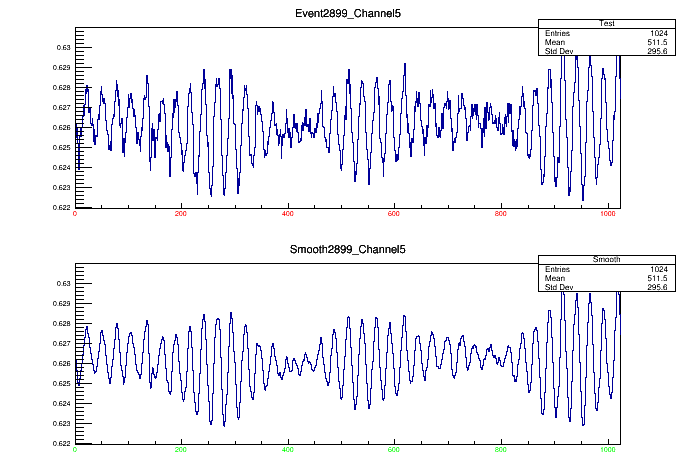 Event2899_Channel5
Test
Entries 1024
Mean 511.5
Std Dev 295.6
0.63
0.629
0.628
0.627
0.626
0.625
0.624
0.623
0.622
0 200 400 600 800 1000
Smooth2899_Channel5
Smooth
Entries 1024
Mean 511.5
Std Dev 295.6
0.63
0.629
0.628
0.627
0.626
0.625
0.624
0.623
0.622
0 200 400 600 800 1000